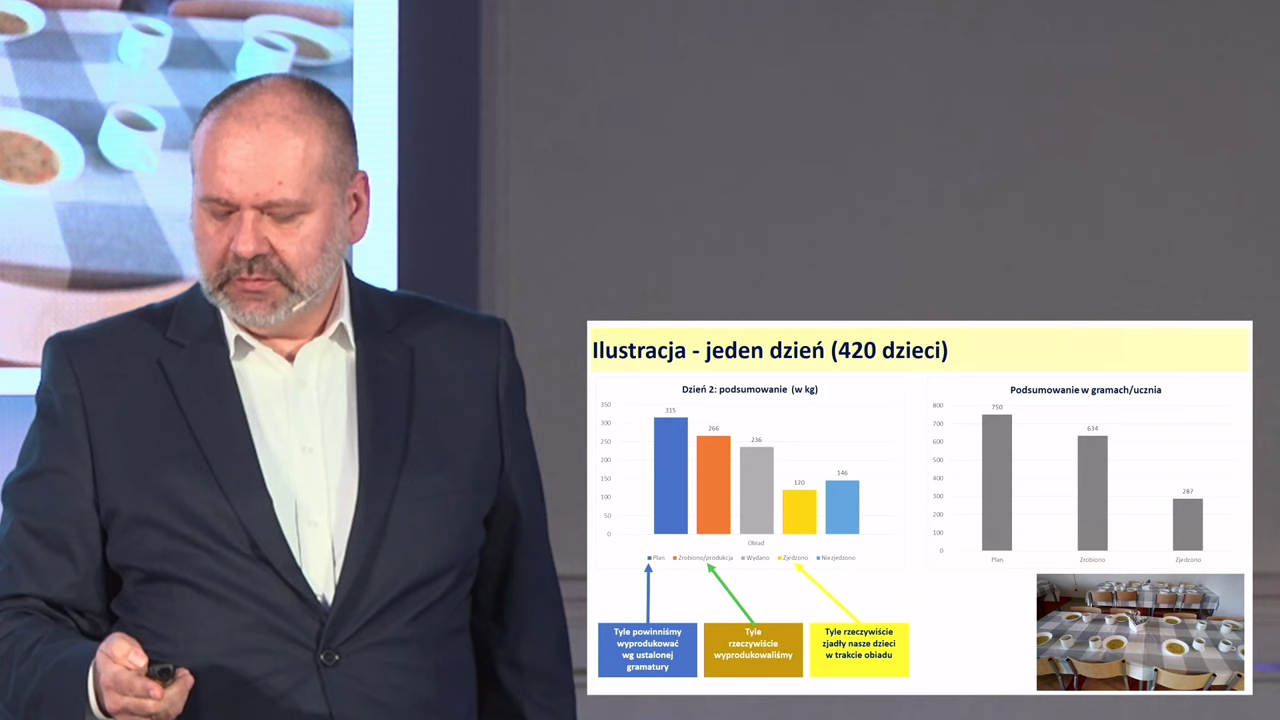 Ilustracja - jeden dzień (420 dzieci)
Dzień 2: podsumowanie (w kg)
350
300
250
200
150
100
50
0
315
266
236
120
146
Obiad
Plan Zrobiono/produkcja Wydano Zjedzono Niezjedzono
Podsumowanie w gramach/ucznia
800
700
600
500
400
300
200
100
0
750
634
287
Plan Zrobiono Zjedzono
Tyle powinniśmy
wyprodukować
wg ustalonej
gramatury
Tyle
rzeczywiście
wyprodukowaliśmy
Tyle rzeczywiście
zjadły nasze dzieci
w trakcie obiadu